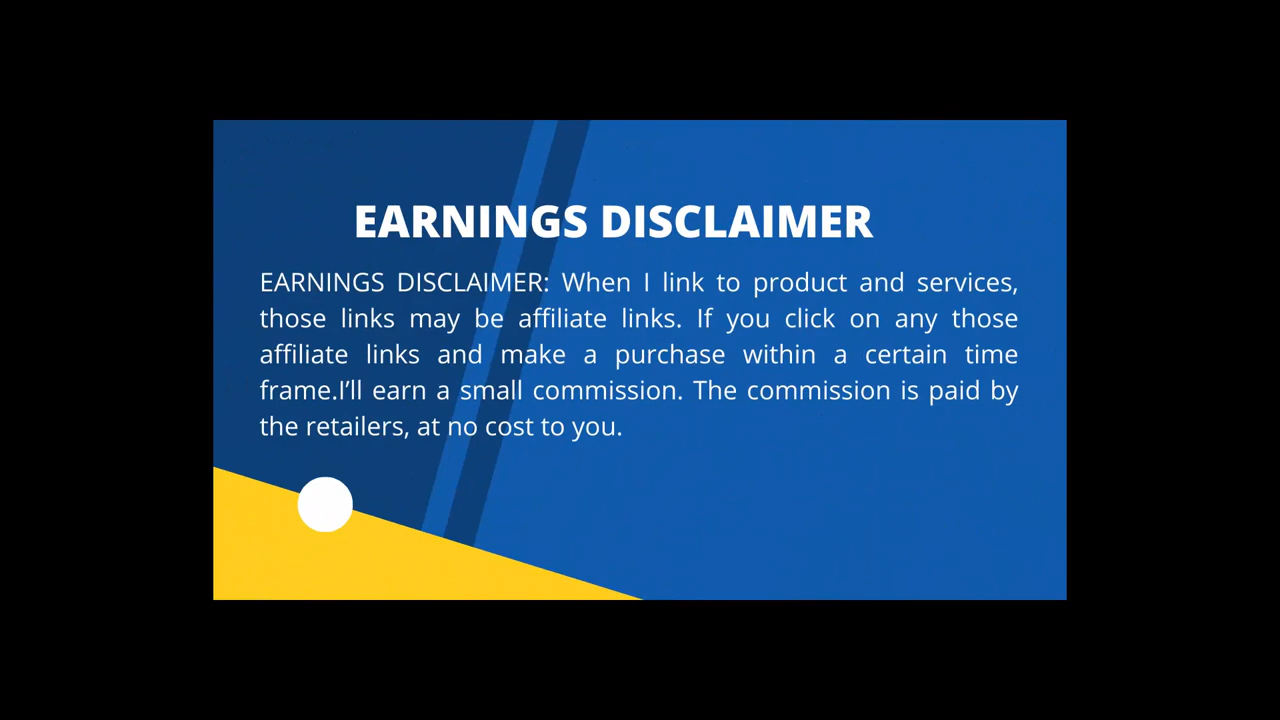 EARNINGS DISCLAIMER
EARNINGS DISCLAIMER: When I link to product and services,
those links may be affiliate links. If you click on any those
affiliate links and make a purchase within a certain time
frame.I’ll earn a small commission. The commission is paid by
the retailers, at no cost to you.